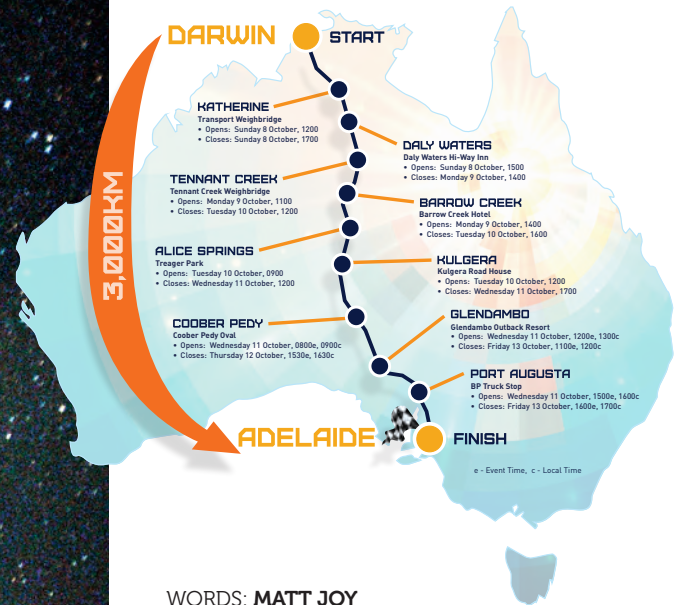 DARWIN
START
KATHERINE
Transport Weighbridge
• Opens: Sunday 8 October, 1200
• Closes: Sunday 8 October, 1700
DALY WATERS
Daly Waters Hi-Way Inn
• Opens: Sunday 8 October, 1500
• Closes: Monday 9 October, 1400
TENNANT CREEK
Tennant Creek Weighbridge
• Opens: Monday 9 October, 1100
• Closes: Tuesday 10 October, 1200
BARROW CREEK
Barrow Creek Hotel
• Opens: Monday 9 October, 1400
• Closes: Tuesday 10 October, 1600
ALICE SPRINGS
Treager Park
• Opens: Tuesday 10 October, 0900
• Closes: Wednesday 11 October, 1200
KULGERA
Kulgera Road House
• Opens: Tuesday 10 October, 1200
• Closes: Wednesday 11 October, 1700
COOBER PEDY
Coober Pedy Oval
• Opens: Wednesday 11 October, 0800e, 0900c
• Closes: Thursday 12 October, 1530e, 1630c
GLENDAMBO
Glendambo Outback Resort
• Opens: Wednesday 11 October, 1200e, 1300c
• Closes: Friday 13 October, 1100e, 1200c
PORT AUGUSTA
BP Truck Stop
• Opens: Wednesday 11 October, 1500e, 1600c
• Closes: Friday 13 October, 1600e, 1700c
3,000KM
ADELAIDE
FINISH
e - Event Time, c - Local Time
WORDS: MATT JOY